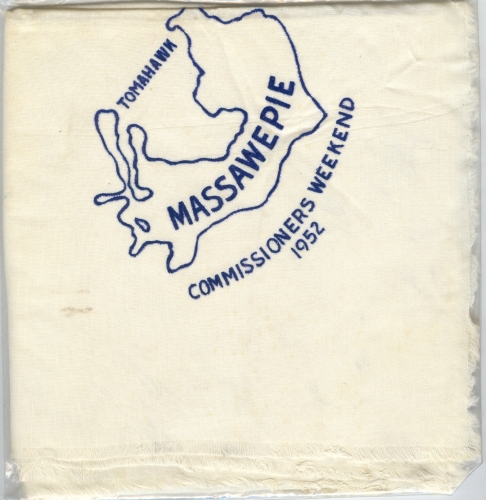 TOMAHAWK
MASSAWEPIE
COMMISSIONERS WEEKEND
1952